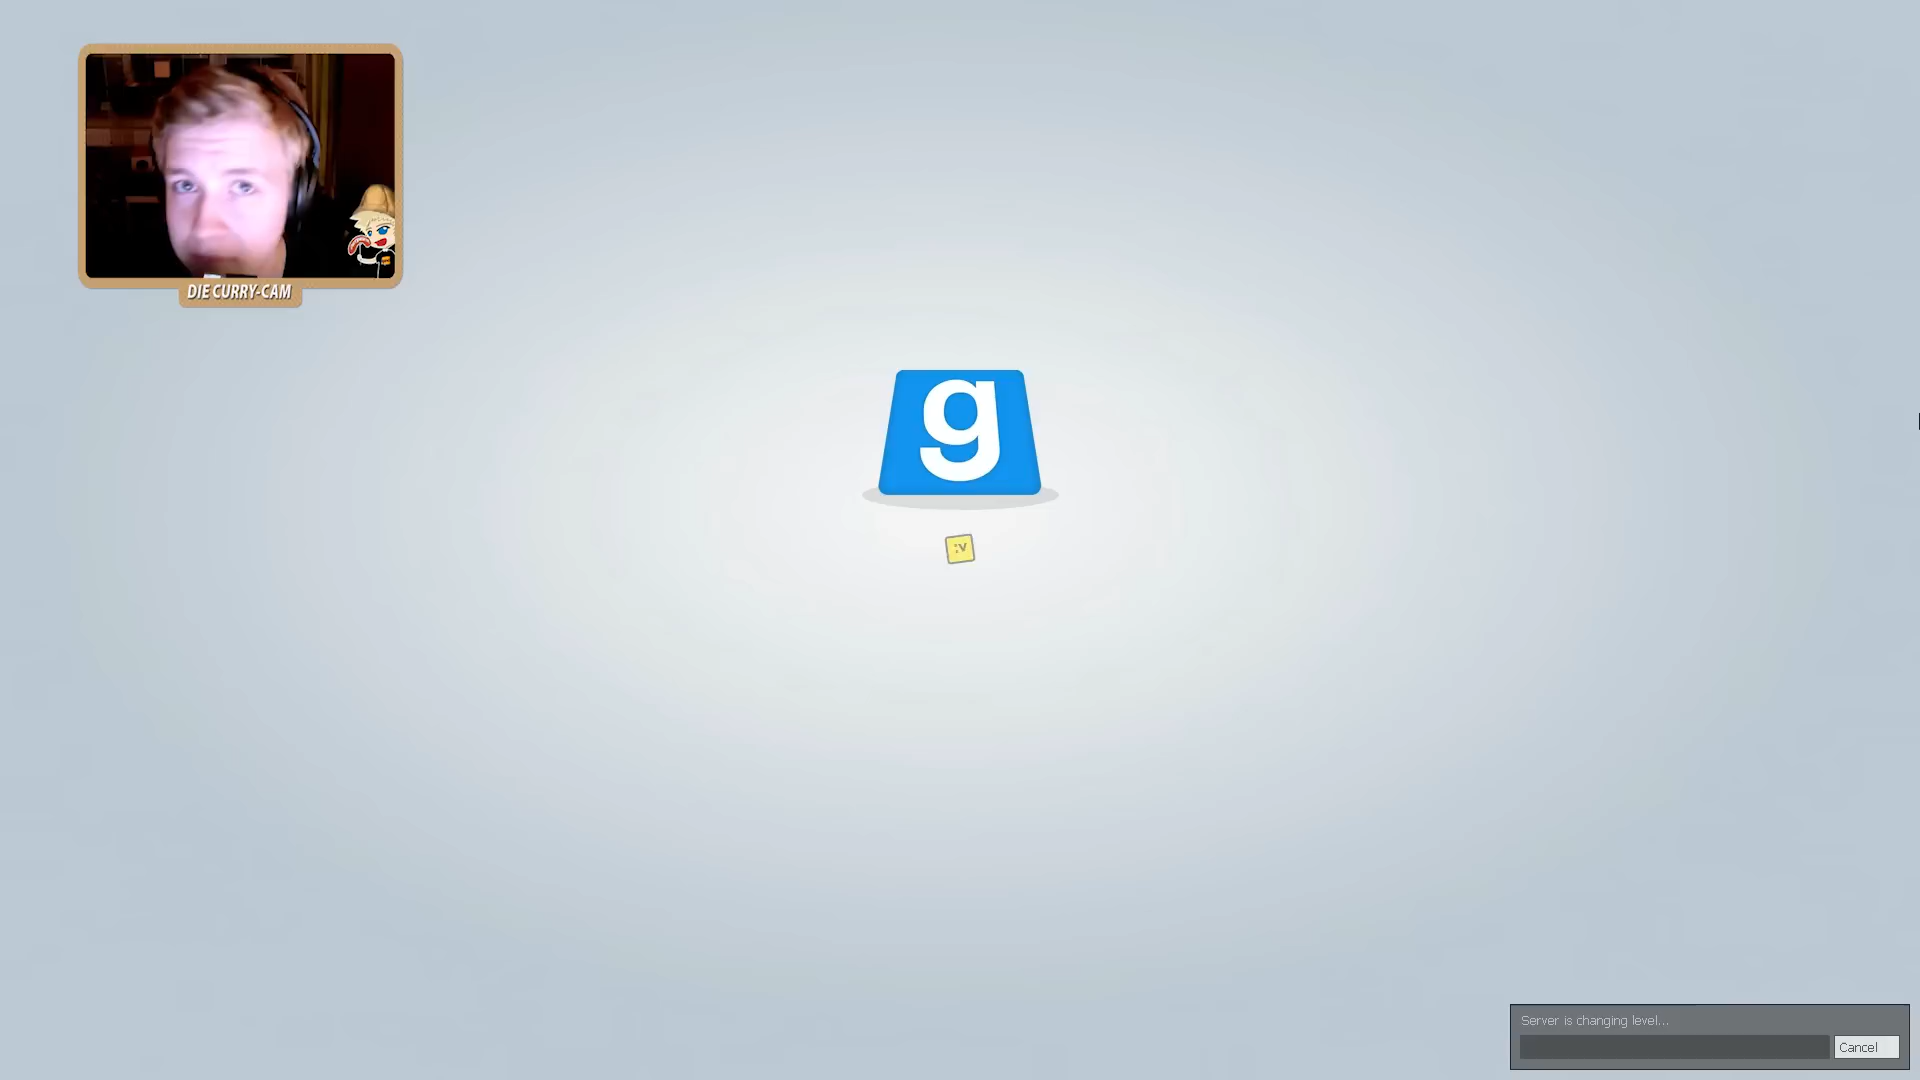 DIE CURRY-CAM
g
:v
Server is changing level...
Cancel